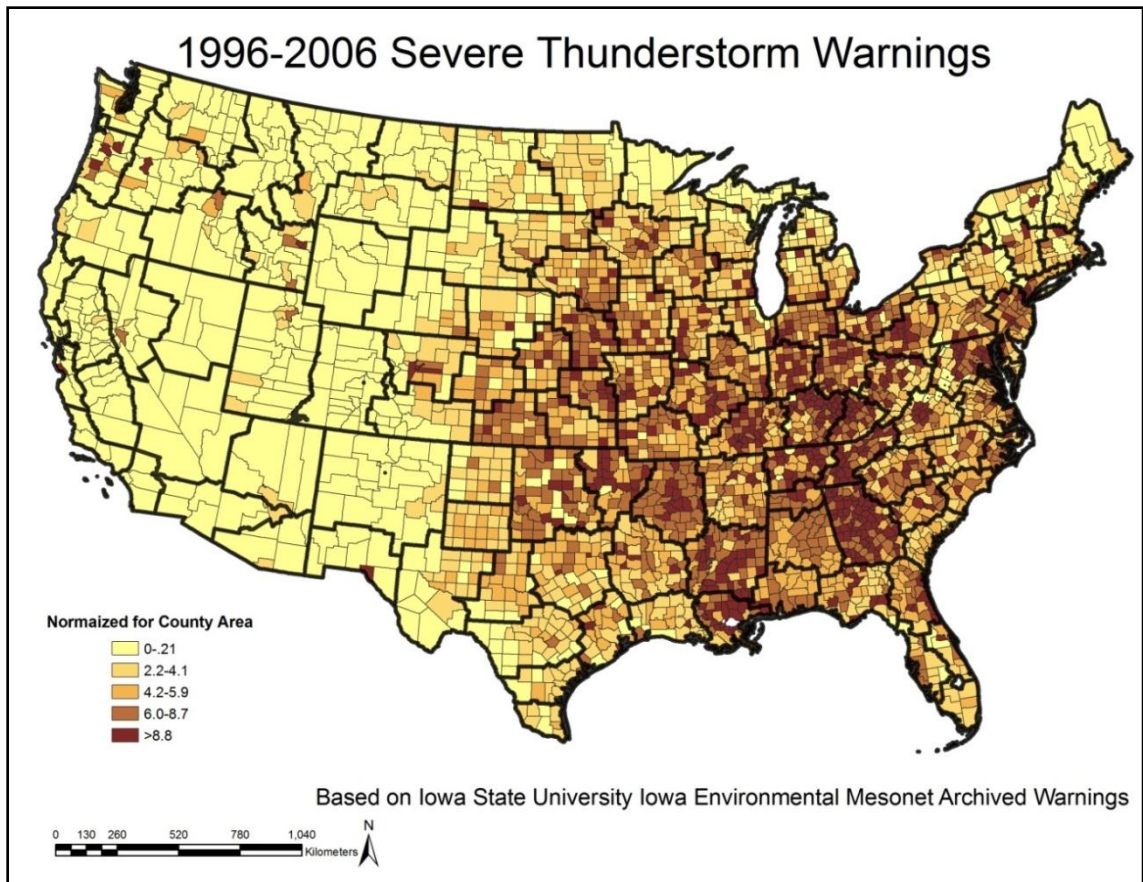 1996-2006 Severe Thunderstorm Warnings
Normaized for County Area
0-.21
2.2-4.1
4.2-5.9
6.0-8.7
>8.8
Based on Iowa State University Iowa Environmental Mesonet Archived Warnings
0 130 260 520 780 1,040
Kilometers
N